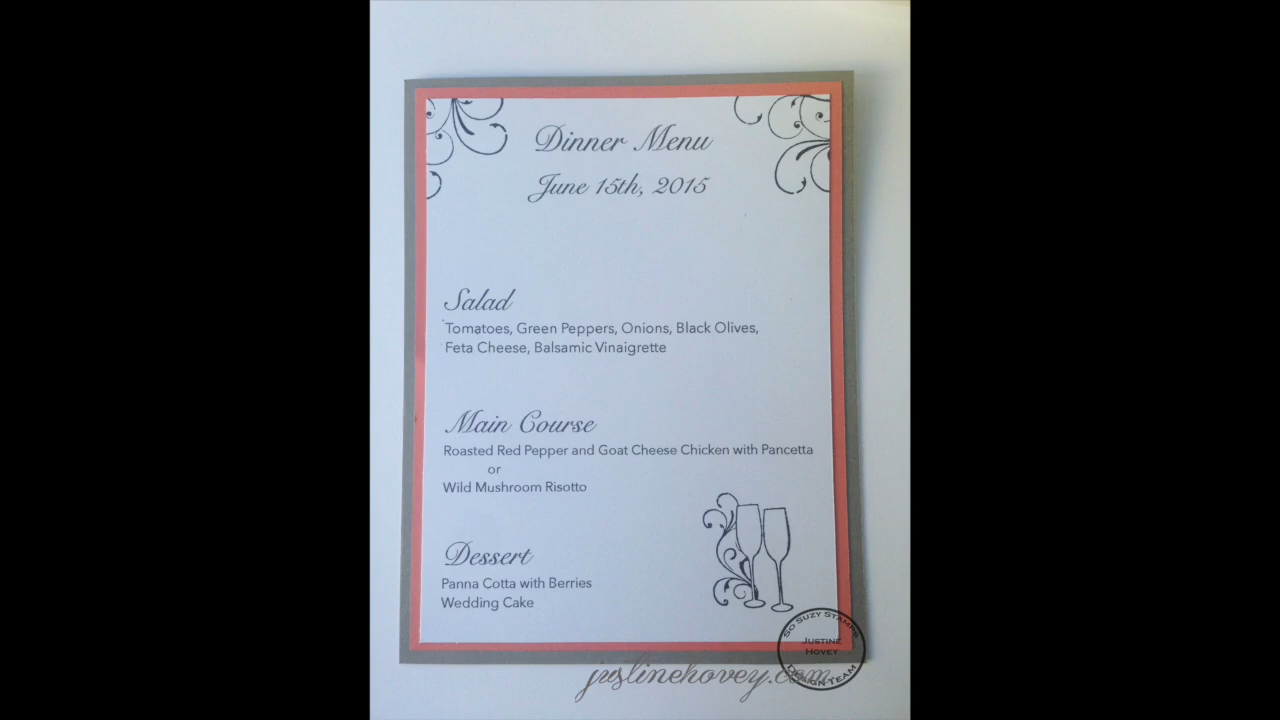 Dinner Menu
June 15th, 2015
Salad
Tomatoes, Green Peppers, Onions, Black Olives,
Feta Cheese, Balsamic Vinaigrette
Main Course
Roasted Red Pepper and Goat Cheese Chicken with Pancetta
or
Wild Mushroom Risotto
Dessert
Panna Cotta with Berries
Wedding Cake
So Suzy Stamps
Justine
Hovey
Design Team
justinehovey.com